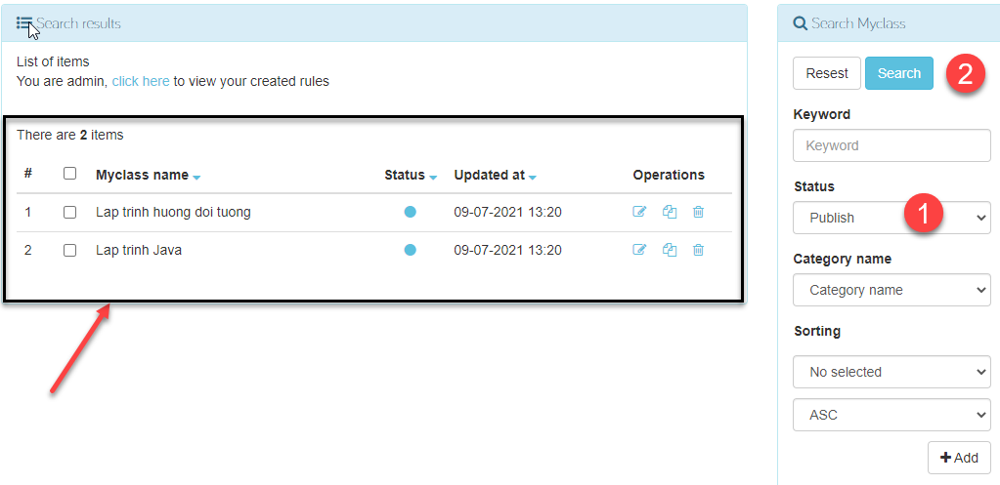 Search results
List of items
You are admin, click here to view your created rules
There are 2 items
# Myclass name Status Updated at Operations
1 Lap trinh huong doi tuong 09-07-2021 13:20
2 Lap trinh Java 09-07-2021 13:20
Search Myclass
Resest Search 2
Keyword
Keyword
Status
Publish 1
Category name
Category name
Sorting
No selected
ASC
+ Add